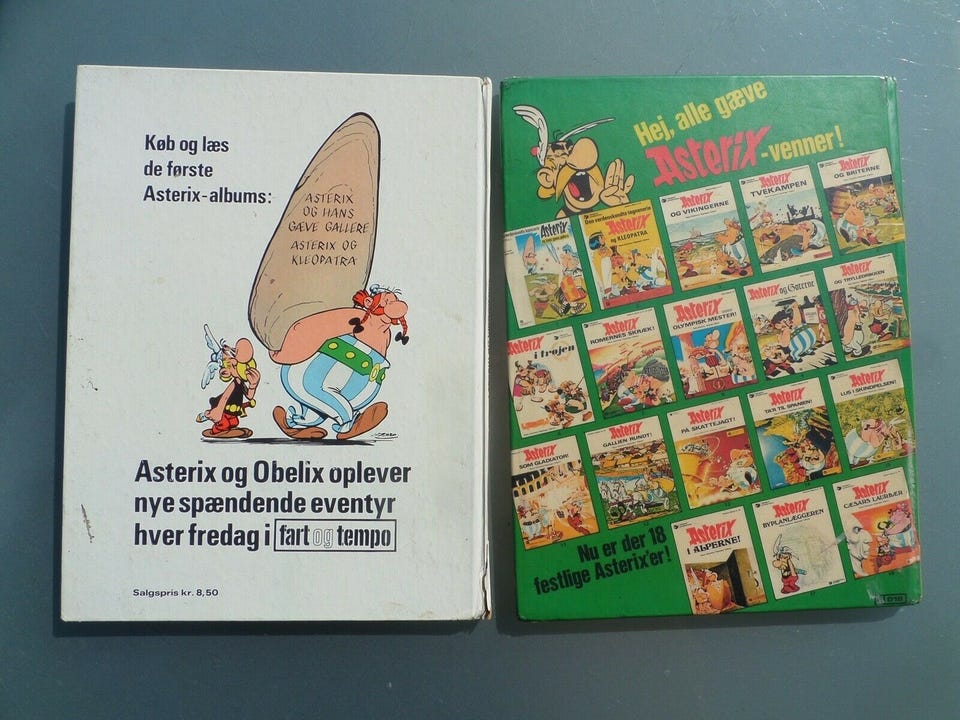 Køb og læs
de første
Asterix-albums:
ASTERIX
OG HANS
GÆVE GALLERE
ASTERIX OG
KLEOPATRA
Asterix og Obelix oplever
nye spændende eventyr
hver fredag i fart og tempo
Salgspris kr. 8,50
Hej, alle gæve
Asterix-venner!
Asterix
Den verdenskendte tegneserie
Asterix
og KLEOPATRA
Asterix
OG VIKINGERNE
Asterix
TVEKAMPEN
Asterix
OG BRITERNE
Asterix
i trøjen
Asterix
ROMERNES SKRÆK!
Asterix
OLYMPISK MESTER!
Asterix og Goterne
Asterix
OG TRYLLEDRIKKEN
Asterix
SOM GLADIATOR!
Asterix
GALLIEN RUNDT!
Asterix
PÅ SKATTEJAGT!
Asterix
TAR TIL SPANIEN!
Asterix
LUS I SKINDPELSEN!
Asterix
I ALPERNE!
Asterix
BYPLANLÆGGEREN
Asterix
CÆSARS LAURBÆR
Nu er der 18
festlige Asterix'er!